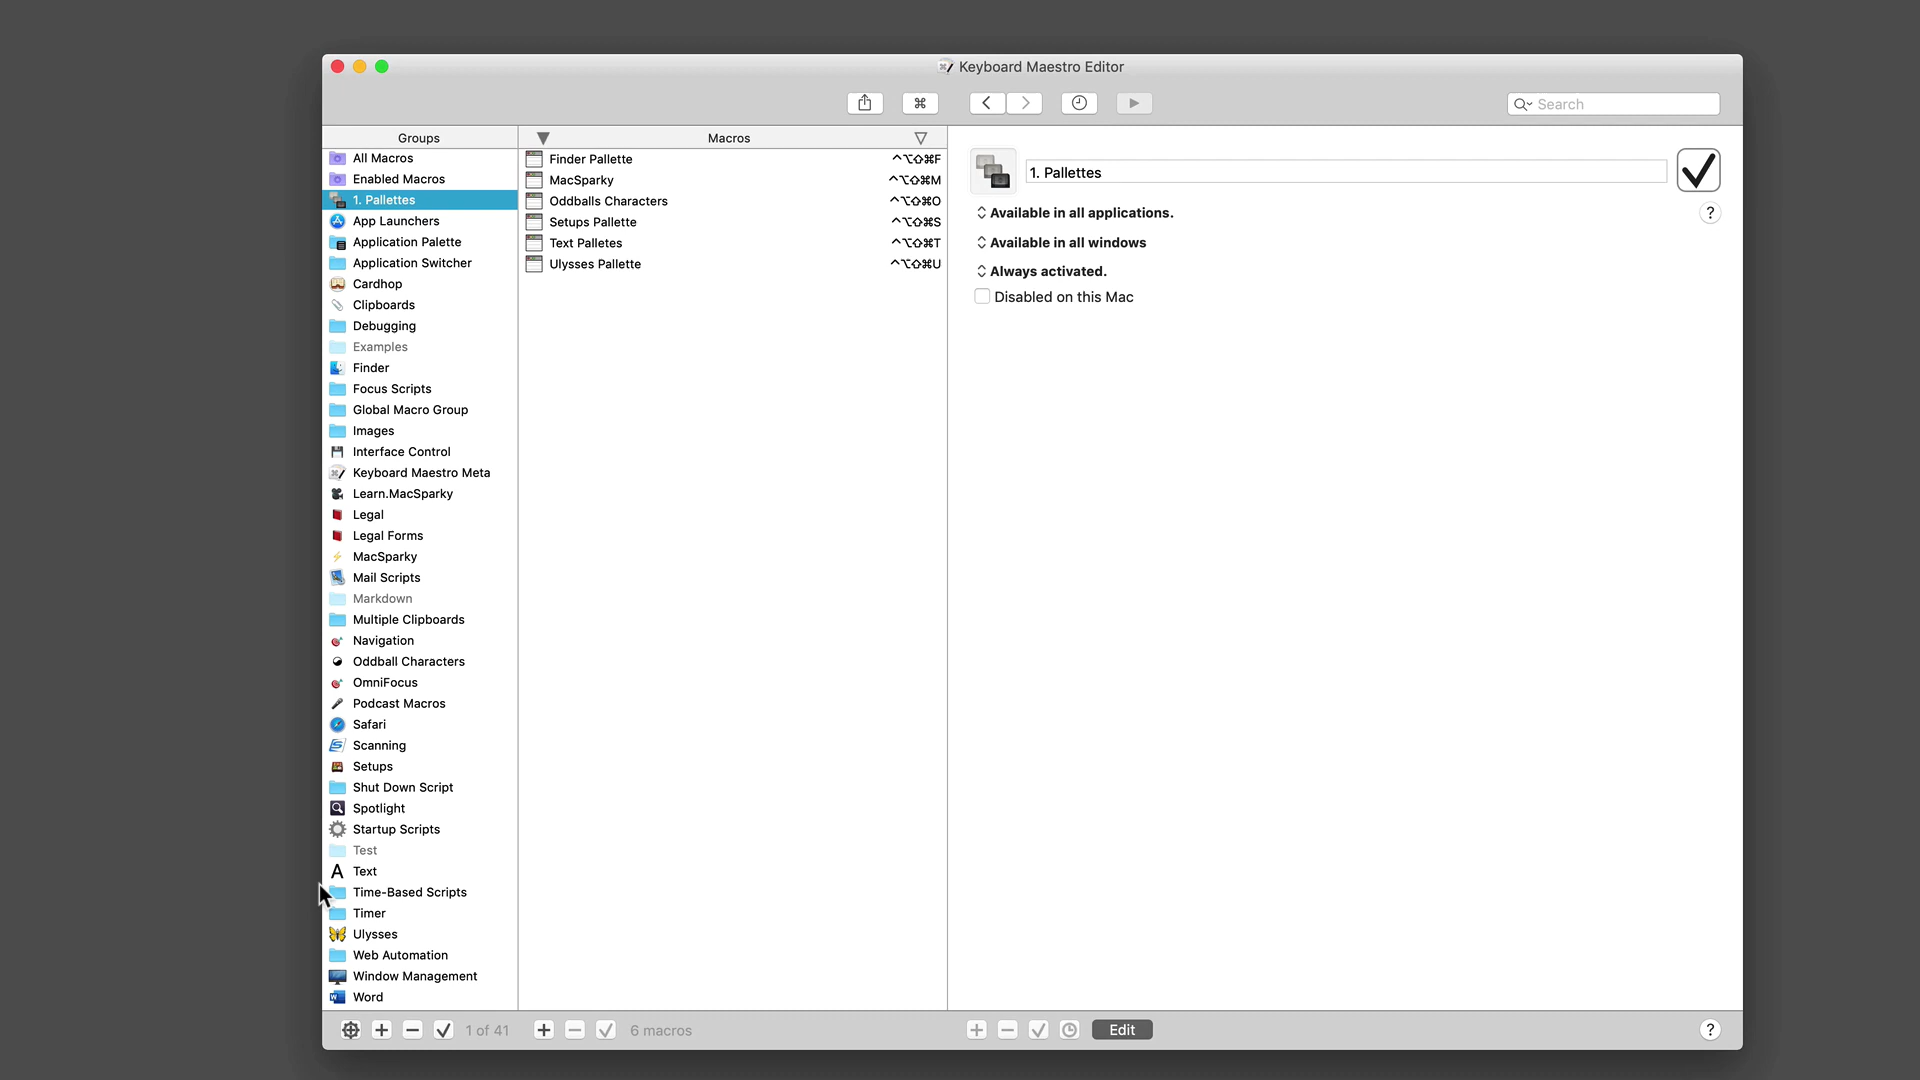 Keyboard Maestro Editor
Search
Groups
Macros
All Macros
Enabled Macros
1. Pallettes
App Launchers
Application Palette
Application Switcher
Cardhop
Clipboards
Debugging
Examples
Finder
Focus Scripts
Global Macro Group
Images
Interface Control
Keyboard Maestro Meta
Learn.MacSparky
Legal
Legal Forms
MacSparky
Mail Scripts
Markdown
Multiple Clipboards
Navigation
Oddball Characters
OmniFocus
Podcast Macros
Safari
Scanning
Setups
Shut Down Script
Spotlight
Startup Scripts
Test
Text
Time-Based Scripts
Timer
Ulysses
Web Automation
Window Management
Word
Finder Pallette ⌃⌥⇧⌘F
MacSparky ⌃⌥⇧⌘M
Oddballs Characters ⌃⌥⇧⌘O
Setups Pallette ⌃⌥⇧⌘S
Text Palletes ⌃⌥⇧⌘T
Ulysses Pallette ⌃⌥⇧⌘U
1. Pallettes
Available in all applications.
?
Available in all windows
Always activated.
Disabled on this Mac
1 of 41
6 macros
Edit
?